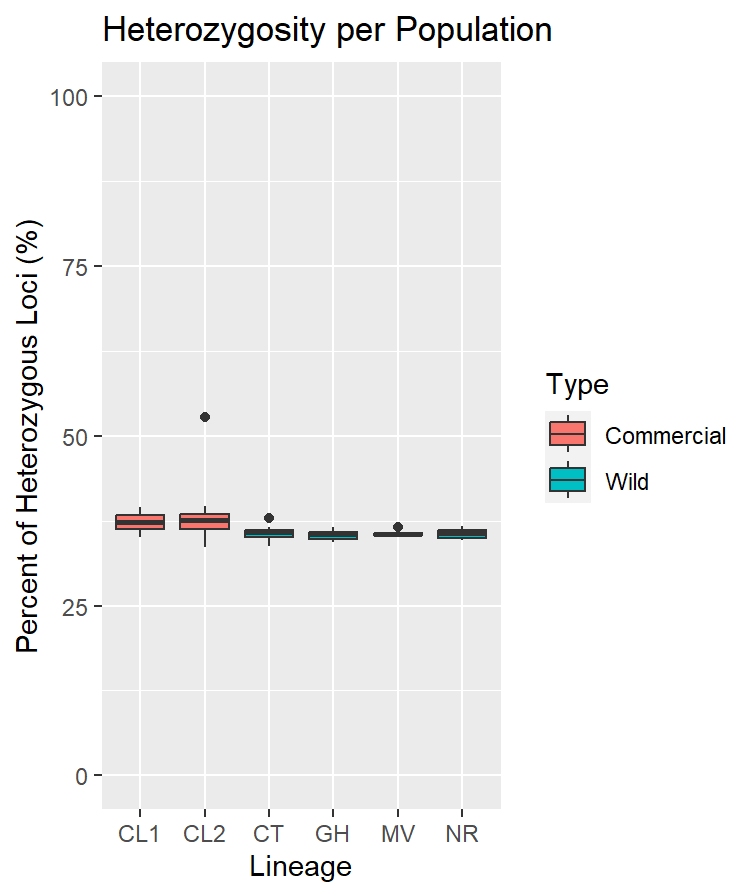 Heterozygosity per Population
Percent of Heterozygous Loci (%)
100
75
50
25
0
CL1 CL2 CT GH MV NR
Lineage
Type
Commercial
Wild